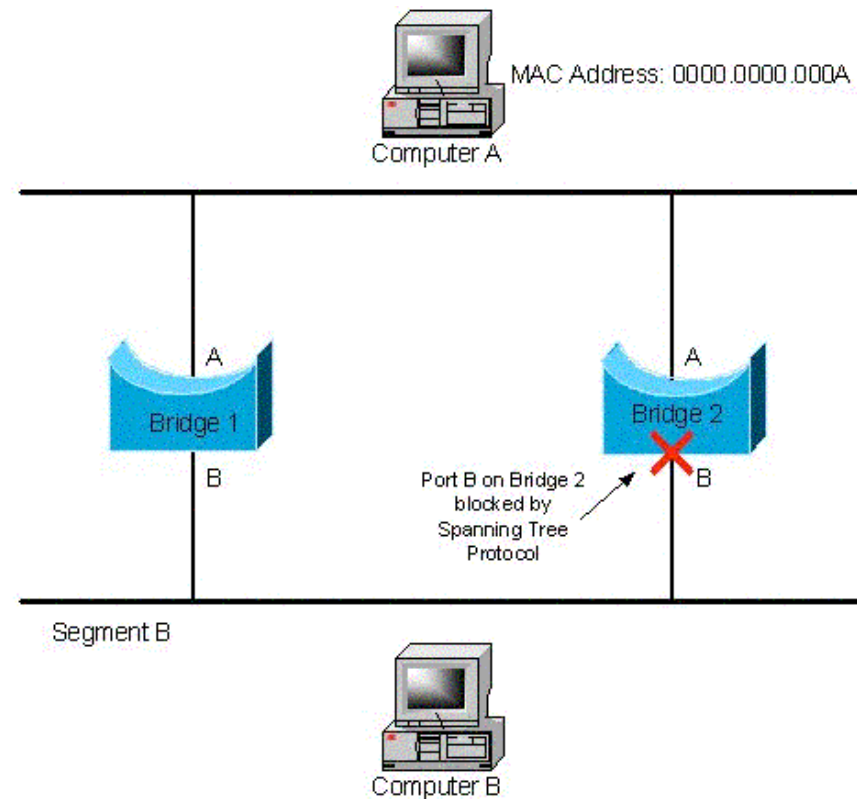 MAC Address: 0000.0000.000A
Computer A
A
A
Bridge 1
Bridge 2
B
B
Port B on Bridge 2
blocked by
Spanning Tree
Protocol
Segment B
Computer B